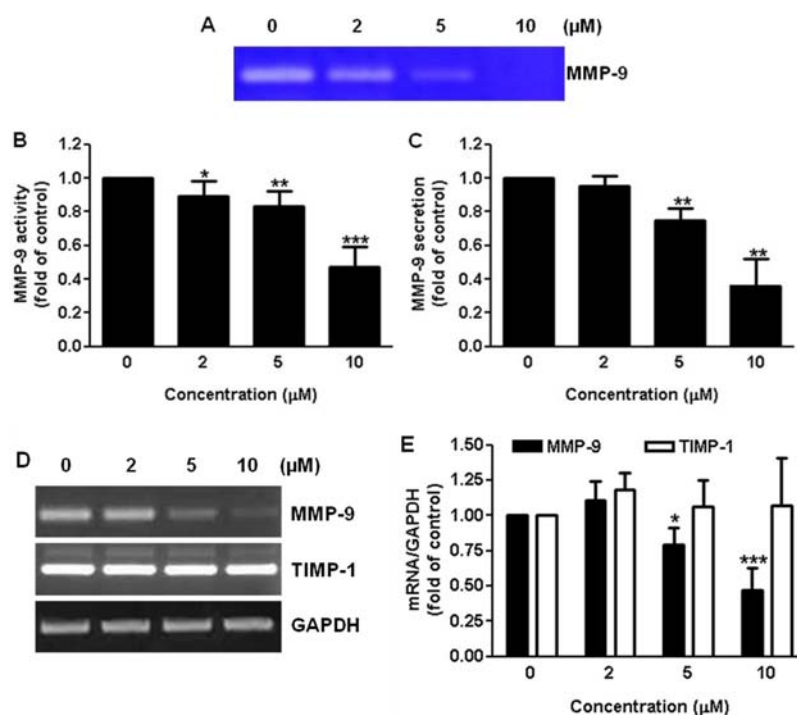 A 0 2 5 10 (μM)
MMP-9
B
1.2
1.0
0.8
0.6
0.4
0.2
0.0
MMP-9 activity
(fold of control)
* ** ***
0 2 5 10
Concentration (μM)
C
1.2
1.0
0.8
0.6
0.4
0.2
0.0
MMP-9 secretion
(fold of control)
** **
0 2 5 10
Concentration (μM)
D 0 2 5 10 (μM)
MMP-9
TIMP-1
GAPDH
E
MMP-9 TIMP-1
1.50
1.25
1.00
0.75
0.50
0.25
0.00
mRNA/GAPDH
(fold of control)
* ***
0 2 5 10
Concentration (μM)